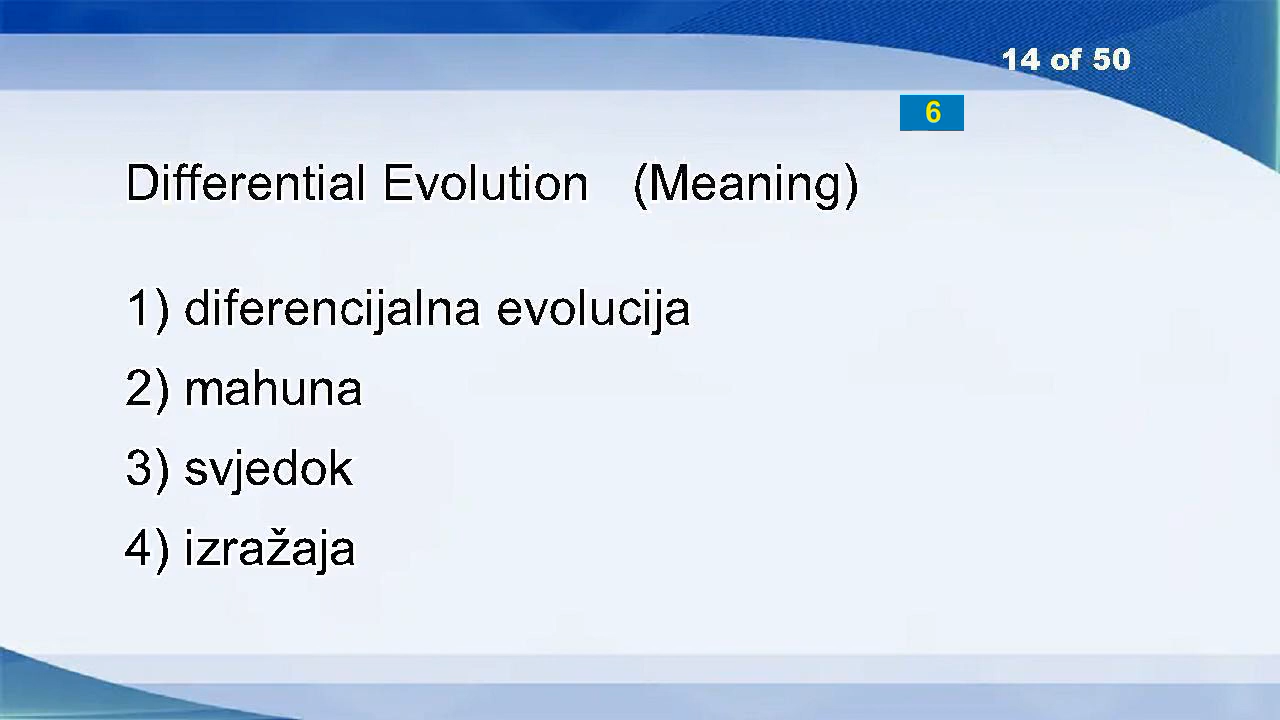 14 of 50
6
Differential Evolution (Meaning)
1) diferencijalna evolucija
2) mahuna
3) svjedok
4) izražaja